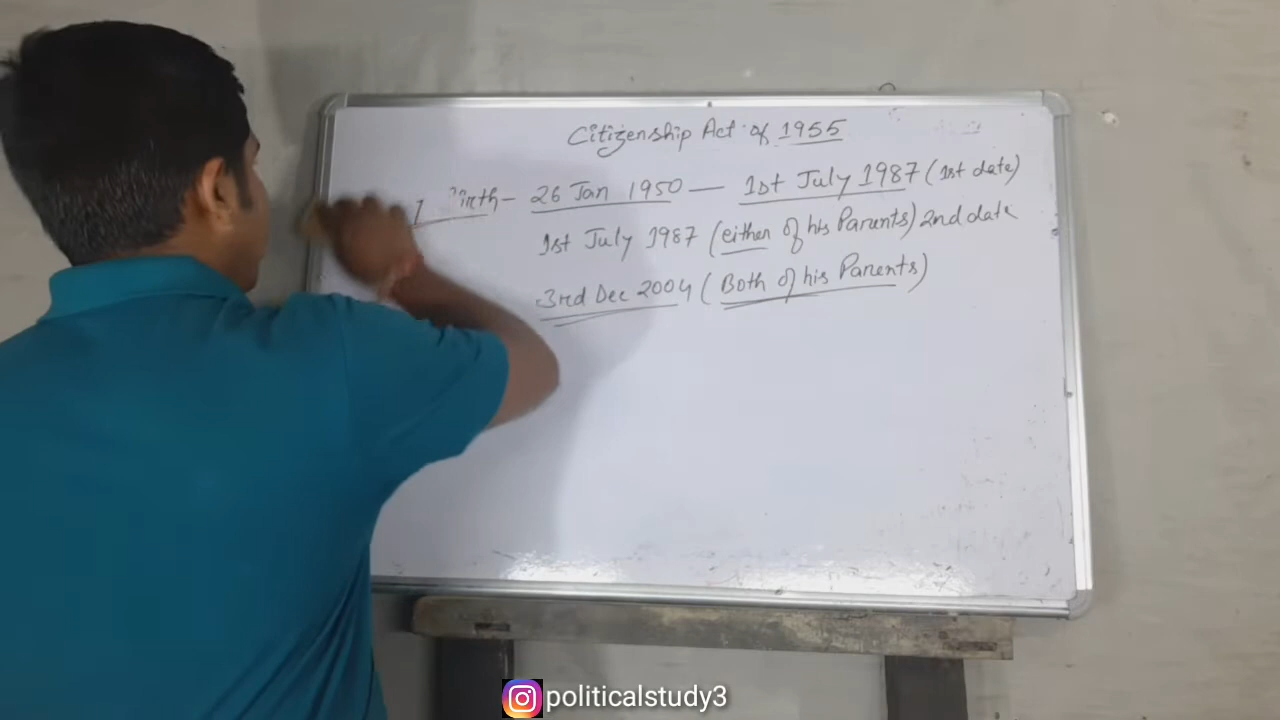 Citizenship Act of 1955
Birth - 26 Jan 1950 — 1st July 1987 (1st date)
1st July 1987 (either of his Parents) 2nd date
3rd Dec 2004 (Both of his Parents)
politicalstudy3